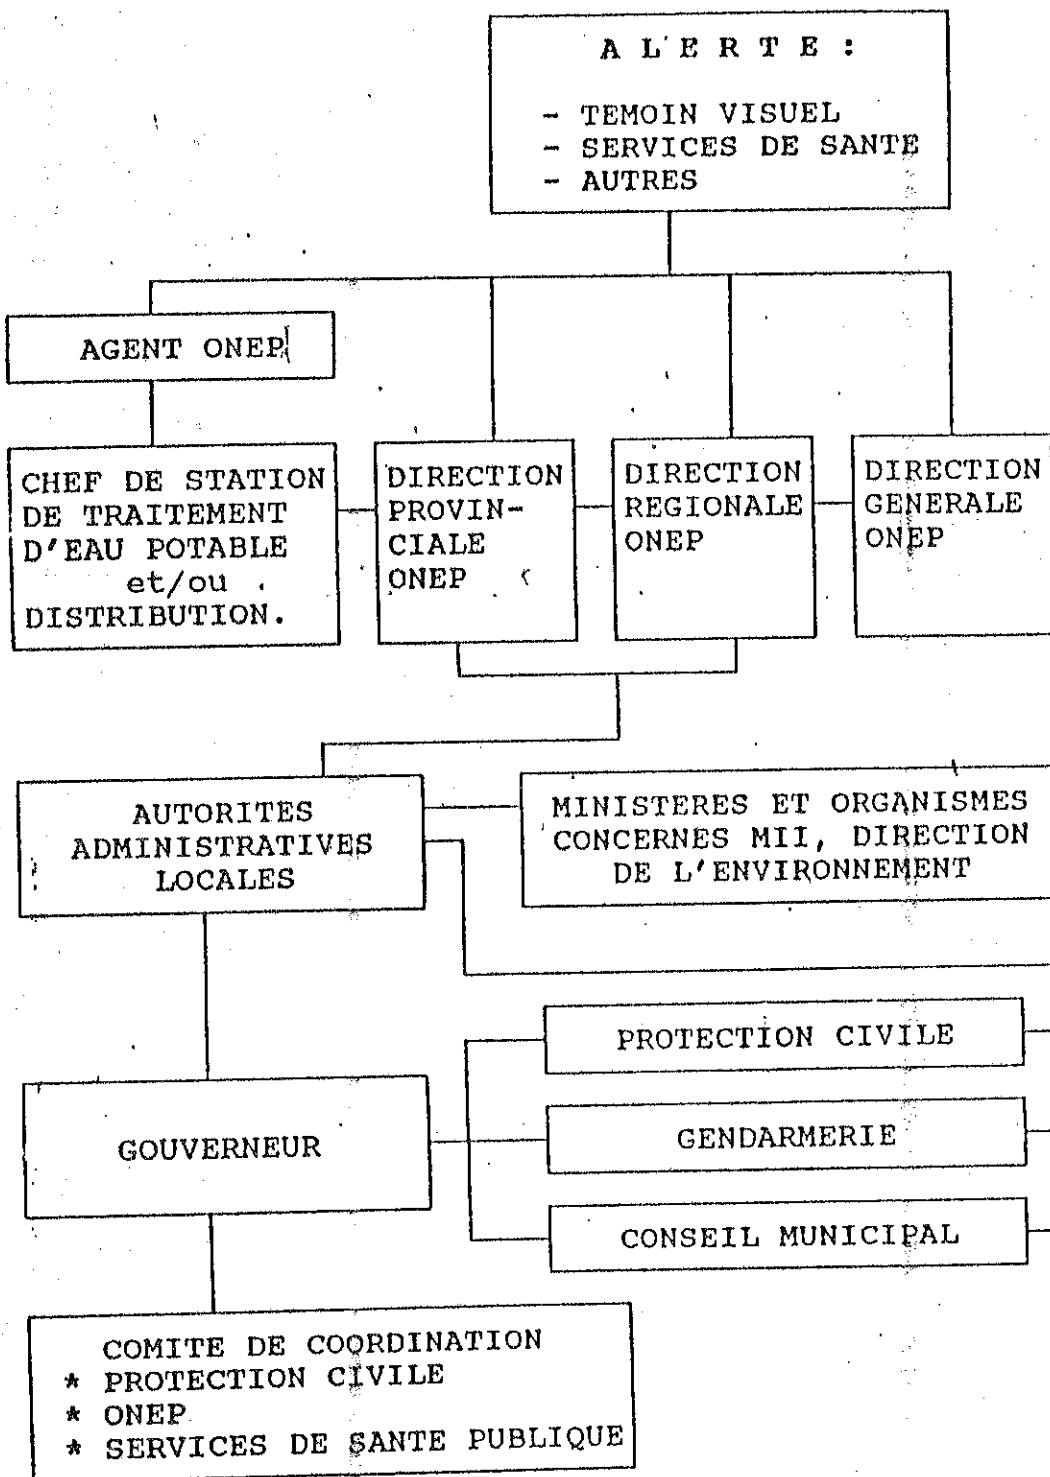 A L'E R T E :
- TEMOIN VISUEL
- SERVICES DE SANTE
- AUTRES
AGENT ONEP
CHEF DE STATION
DE TRAITEMENT
D'EAU POTABLE
et/ou
DISTRIBUTION.
DIRECTION
PROVIN-
CIALE
ONEP
DIRECTION
REGIONALE
ONEP
DIRECTION
GENERALE
ONEP
AUTORITES
ADMINISTRATIVES
LOCALES
MINISTERES ET ORGANISMES
CONCERNES MII, DIRECTION
DE L'ENVIRONNEMENT
PROTECTION CIVILE
GOUVERNEUR
GENDARMERIE
CONSEIL MUNICIPAL
COMITE DE COORDINATION
* PROTECTION CIVILE
* ONEP
* SERVICES DE SANTE PUBLIQUE